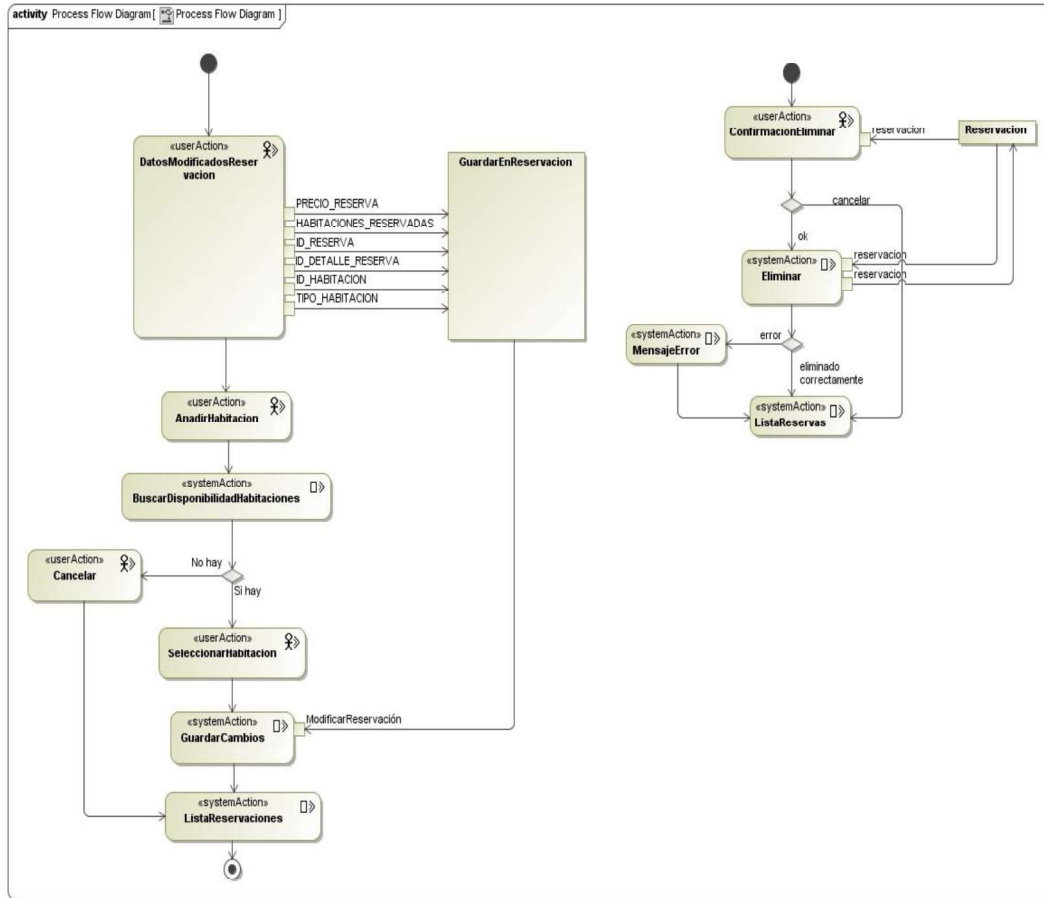 activity Process Flow Diagram [ Process Flow Diagram ]
«userAction»
DatosModificadosReser
vacion
GuardarEnReservacion
PRECIO_RESERVA
HABITACIONES_RESERVADAS
ID_RESERVA
ID_DETALLE_RESERVA
ID_HABITACION
TIPO_HABITACION
«userAction»
AnadirHabitacion
«systemAction»
BuscarDisponibilidadHabitaciones
No hay
«userAction»
Cancelar
Si hay
«userAction»
SeleccionarHabitacion
«systemAction»
GuardarCambios
ModificarReservación
«systemAction»
ListaReservaciones
«userAction»
ConfirmacionEliminar
reservacion
Reservacion
cancelar
ok
«systemAction»
Eliminar
reservacion
reservacion
«systemAction»
MensajeError
error
eliminado
correctamente
«systemAction»
ListaReservas